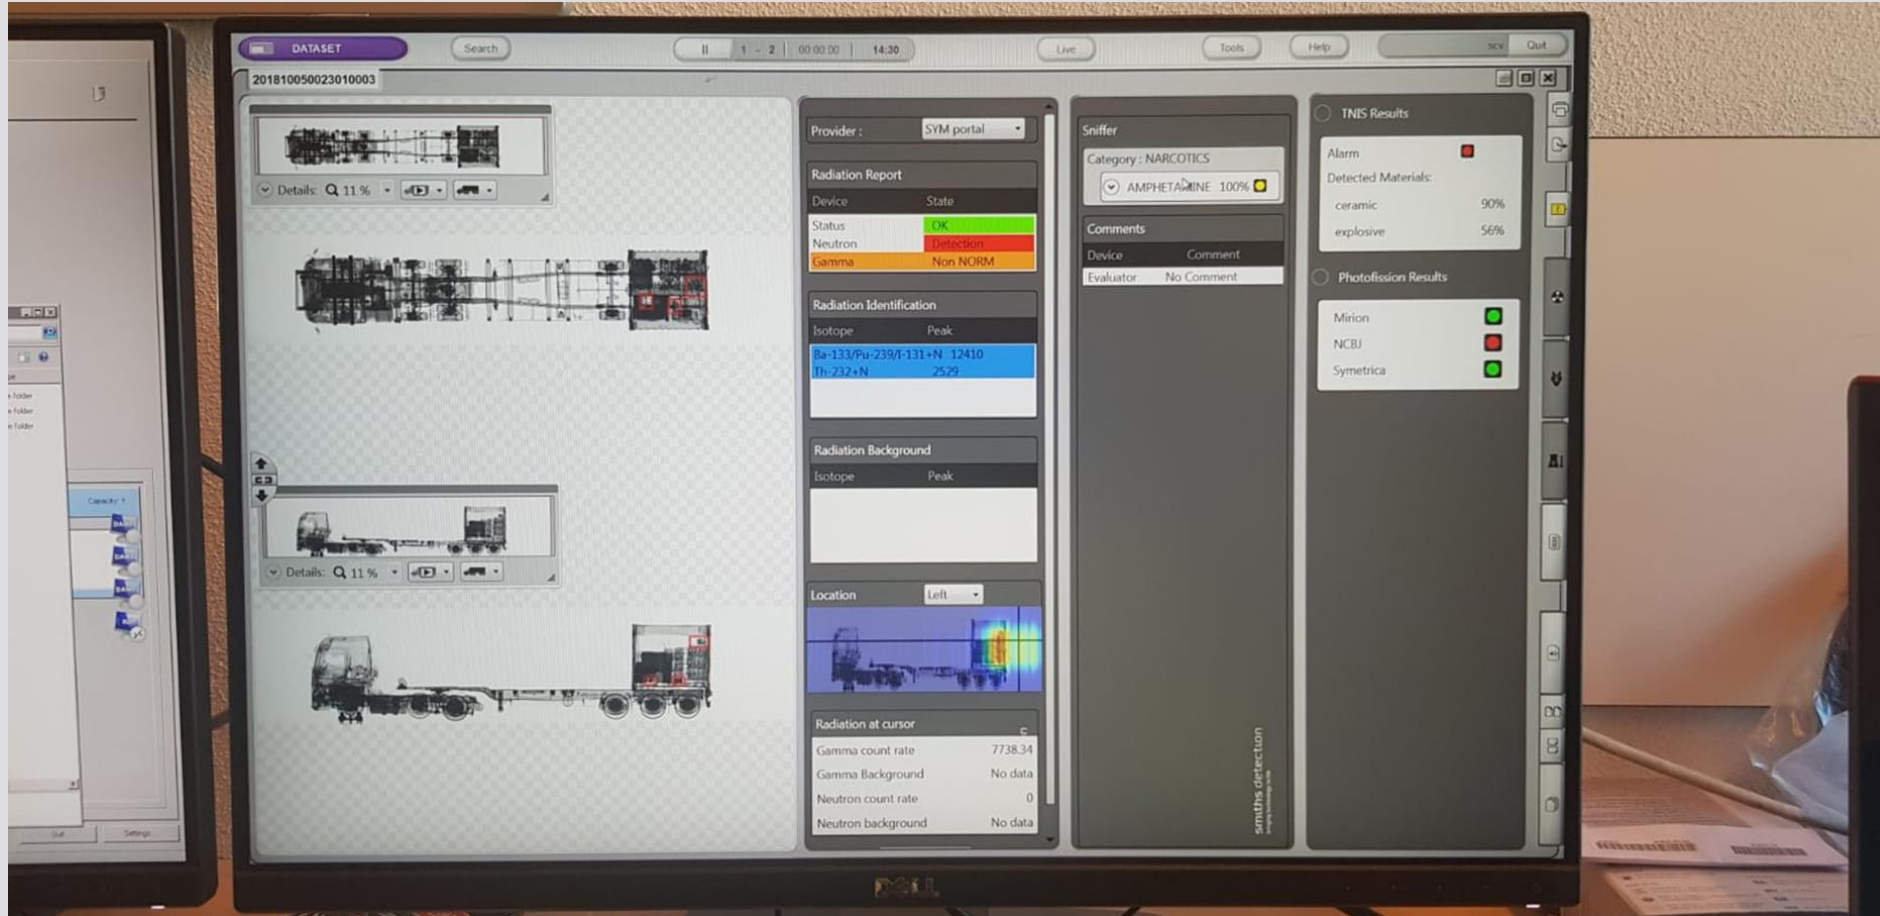 DATASET
Search
1 - 2 00:00:00 14:30
Live
Tools
Help
scv Quit
201810050023010003
Details: 11 %
Details: 11 %
Provider : SYM portal
Radiation Report
Device State
Status OK
Neutron Detection
Gamma Non NORM
Radiation Identification
Isotope Peak
Ba-133/Pu-239/I-131+N 12410
Th-232+N 2529
Radiation Background
Isotope Peak
Location Left
Radiation at cursor
Gamma count rate 7738.34
Gamma Background No data
Neutron count rate 0
Neutron background No data
Sniffer
Category : NARCOTICS
AMPHETAMINE 100%
Comments
Device Comment
Evaluator No Comment
smiths detection
TNIS Results
Alarm
Detected Materials:
ceramic 90%
explosive 56%
Photofission Results
Mirion
NCBJ
Symetrica
DELL
Settings